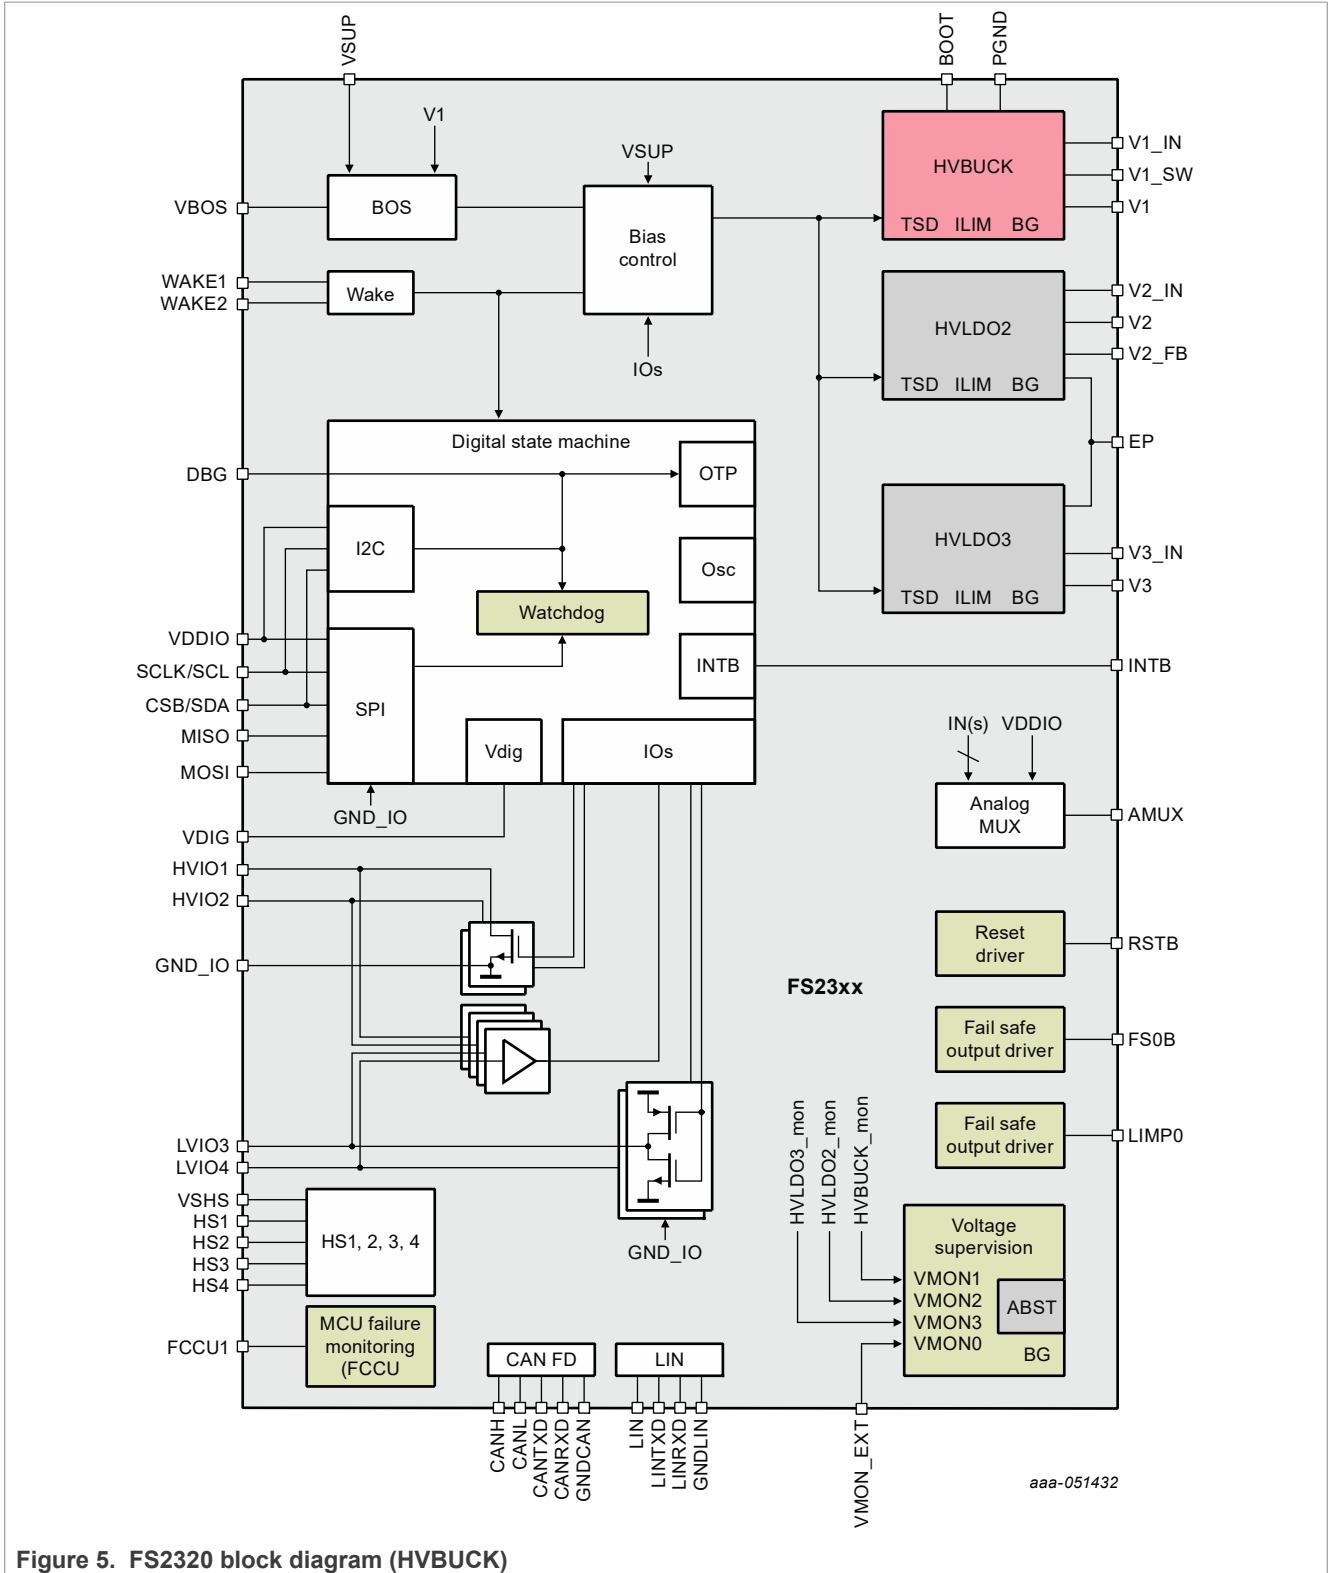 VSUP
BOOT
PGND
V1
VSUP
BOS
VBOS
Bias
control
IOs
HVBUCK
TSD ILIM BG
V1_IN
V1_SW
V1
WAKE1
WAKE2
Wake
HVLDO2
TSD ILIM BG
V2_IN
V2
V2_FB
EP
Digital state machine
DBG
OTP
I2C
Osc
Watchdog
HVLDO3
TSD ILIM BG
V3_IN
V3
VDDIO
SCLK/SCL
CSB/SDA
MISO
MOSI
SPI
INTB
INTB
Vdig
IOs
GND_IO
IN(s) VDDIO
Analog
MUX
AMUX
VDIG
HVIO1
HVIO2
GND_IO
Reset
driver
RSTB
FS23xx
Fail safe
output driver
FS0B
Fail safe
output driver
LIMP0
LVIO3
LVIO4
GND_IO
VSHS
HS1
HS2
HS3
HS4
HS1, 2, 3, 4
HVLDO3_mon
HVLDO2_mon
HVBUCK_mon
Voltage
supervision
VMON1
VMON2
VMON3
VMON0
ABST
BG
FCCU1
MCU failure
monitoring
(FCCU
CAN FD
LIN
CANH
CANL
CANTXD
CANRXD
GNDCAN
LIN
LINTXD
LINRXD
GNDLIN
VMON_EXT
aaa-051432
Figure 5. FS2320 block diagram (HVBUCK)